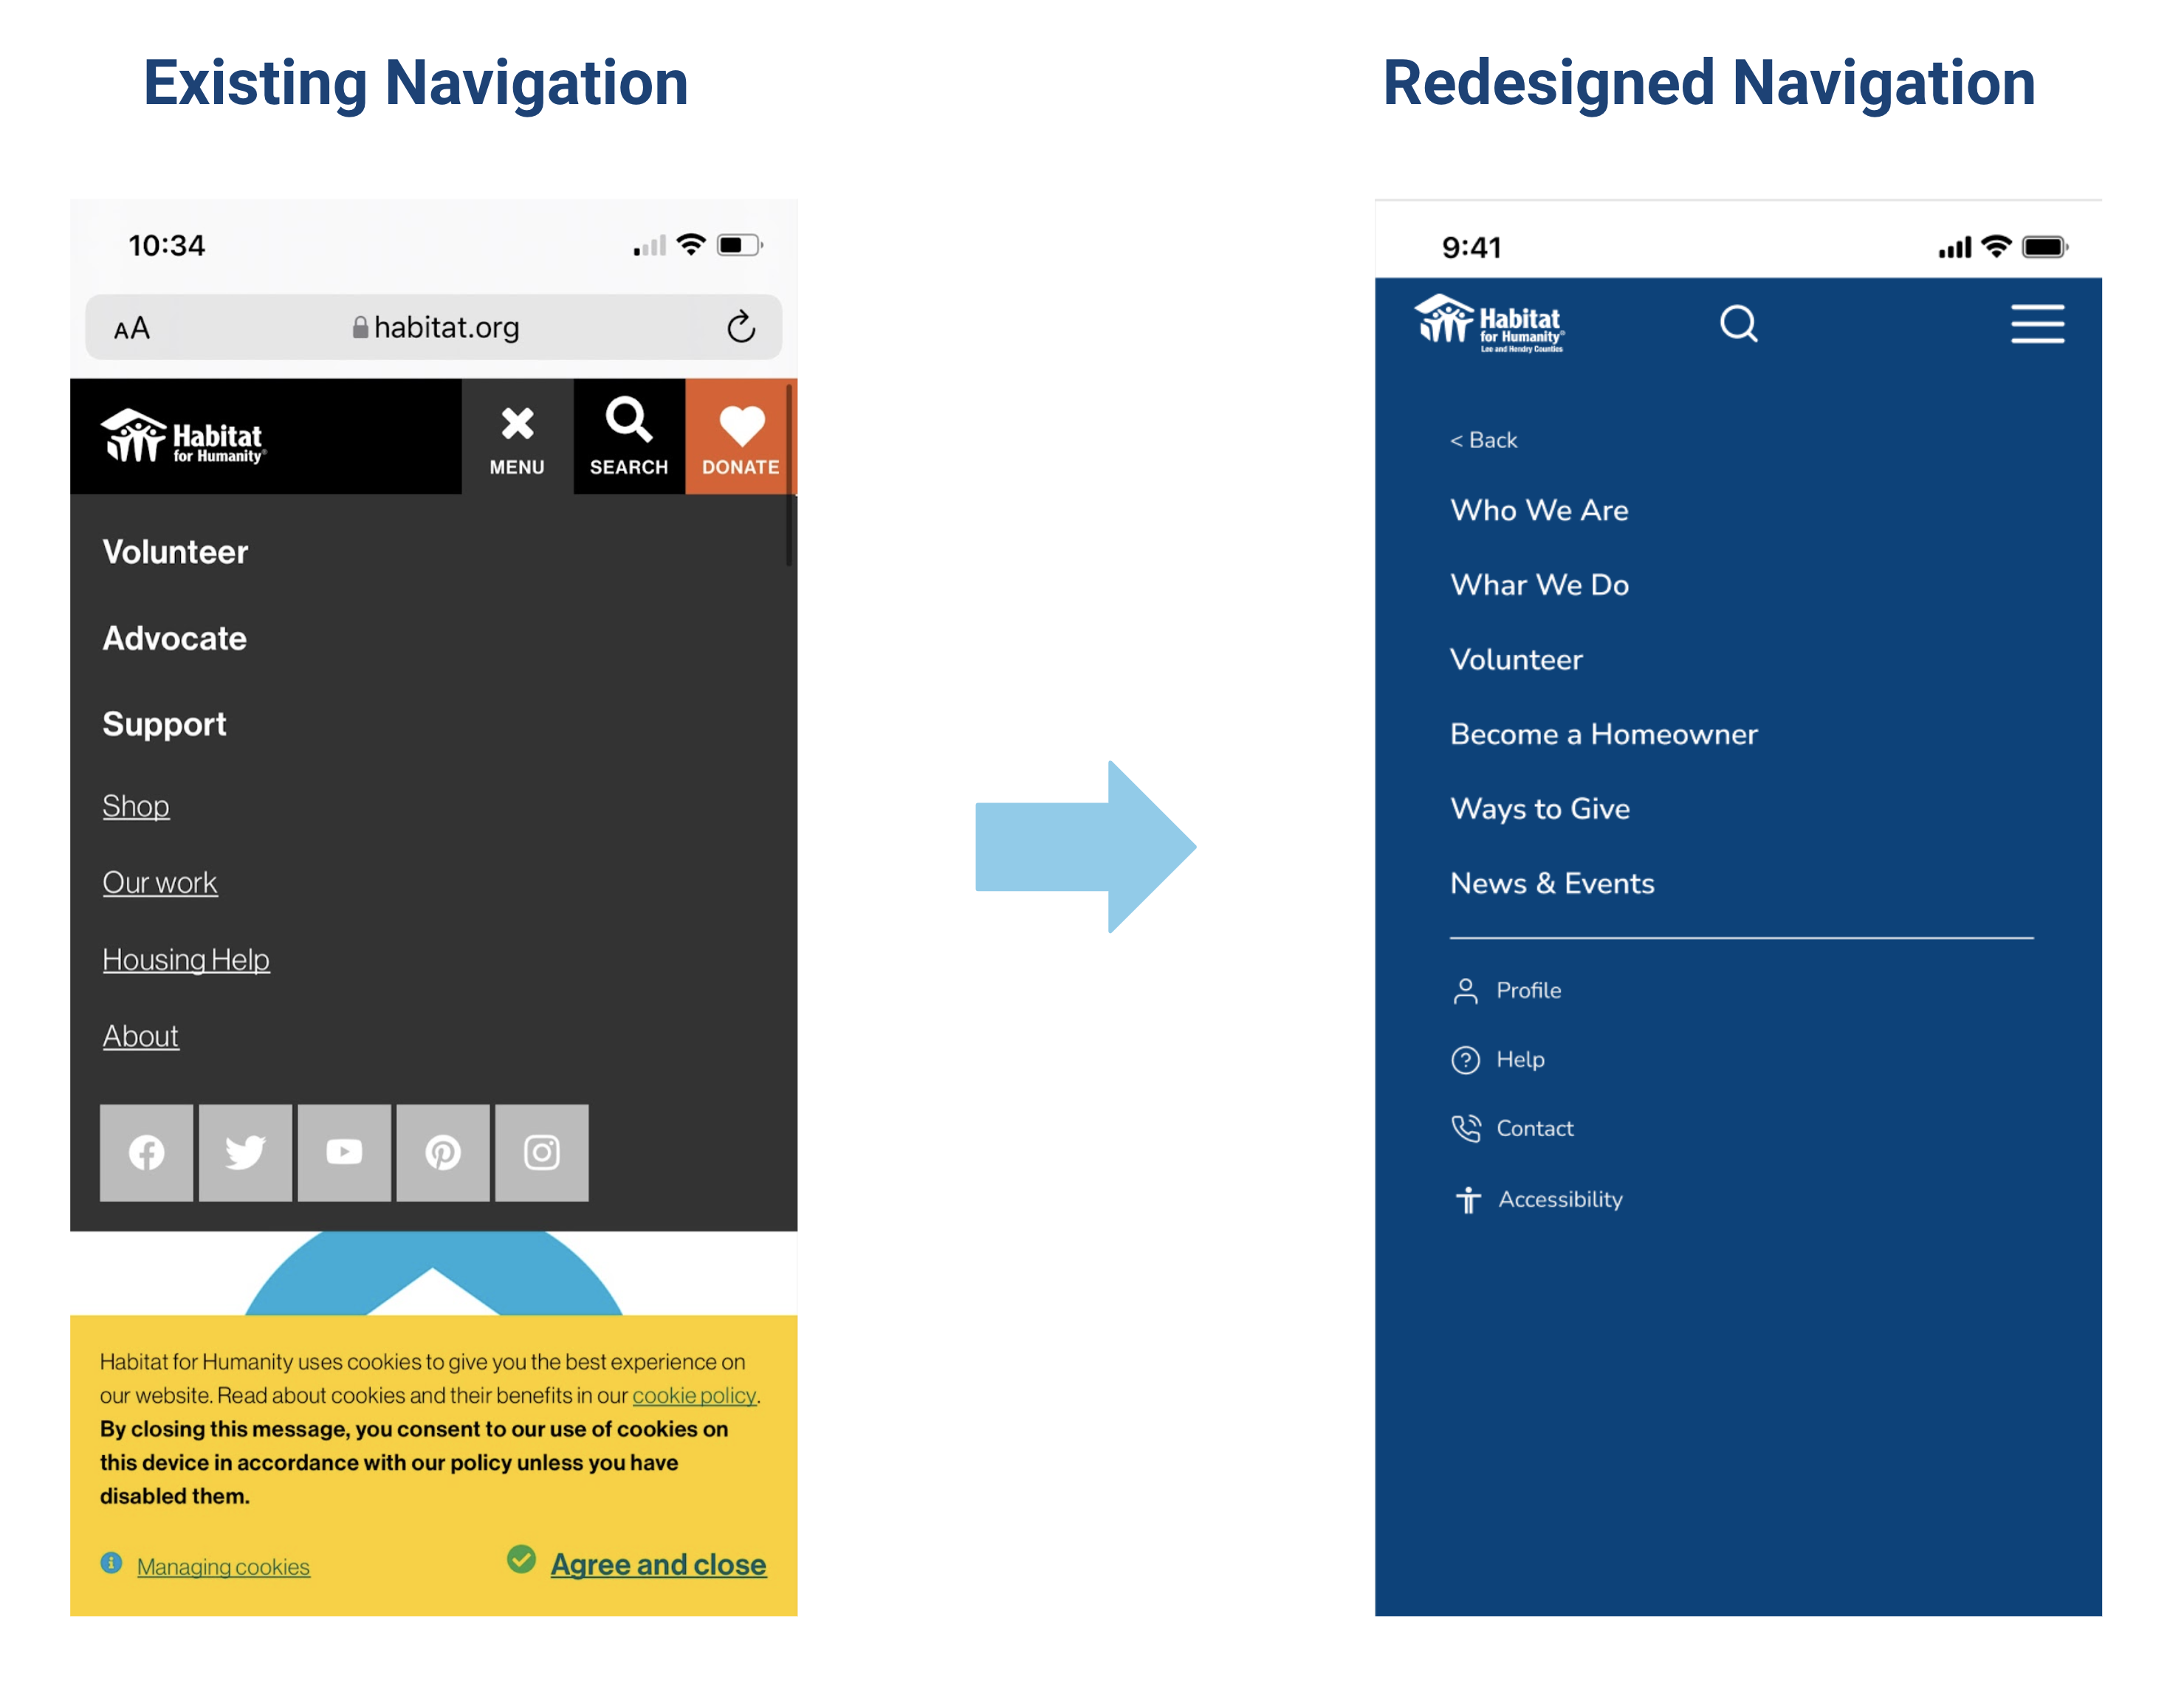 Existing Navigation
Redesigned Navigation
10:34
AA
habitat.org
Habitat
for Humanity®
MENU
SEARCH
DONATE
Volunteer
Advocate
Support
Shop
Our work
Housing Help
About
Habitat for Humanity uses cookies to give you the best experience on
our website. Read about cookies and their benefits in our cookie policy.
By closing this message, you consent to our use of cookies on
this device in accordance with our policy unless you have
disabled them.
Managing cookies
Agree and close
9:41
Habitat
for Humanity®
Lee and Hendry Counties
< Back
Who We Are
Whar We Do
Volunteer
Become a Homeowner
Ways to Give
News & Events
Profile
Help
Contact
Accessibility